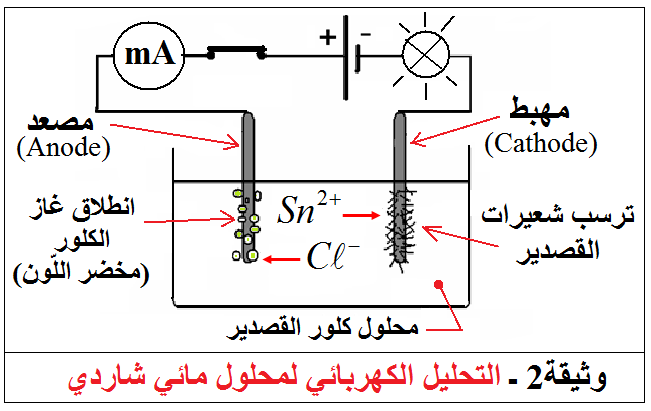 + −
mA
مصعد
(Anode)
مهبط
(Cathode)
انطلاق غاز
الكلور
(مخضر اللّون)
Sn²⁺
Cℓ⁻
ترسب شعيرات
القصدير
محلول كلور القصدير
وثيقة2 ـ التحليل الكهربائي لمحلول مائي شاردي